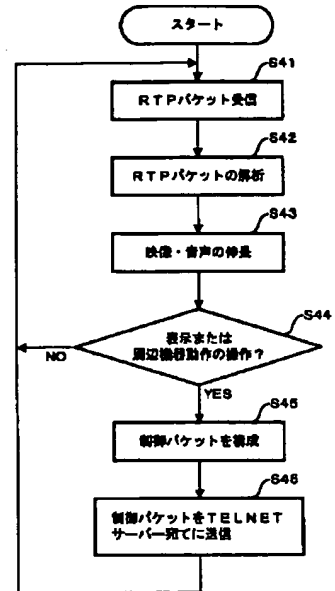 スタート
S41
RTPパケット受信
S42
RTPパケットの解析
S43
映像・音声の伸長
S44
表示または
周辺機器動作の操作?
NO
YES
S45
制御パケットを構成
S46
制御パケットをTELNET
サーバー宛てに送信